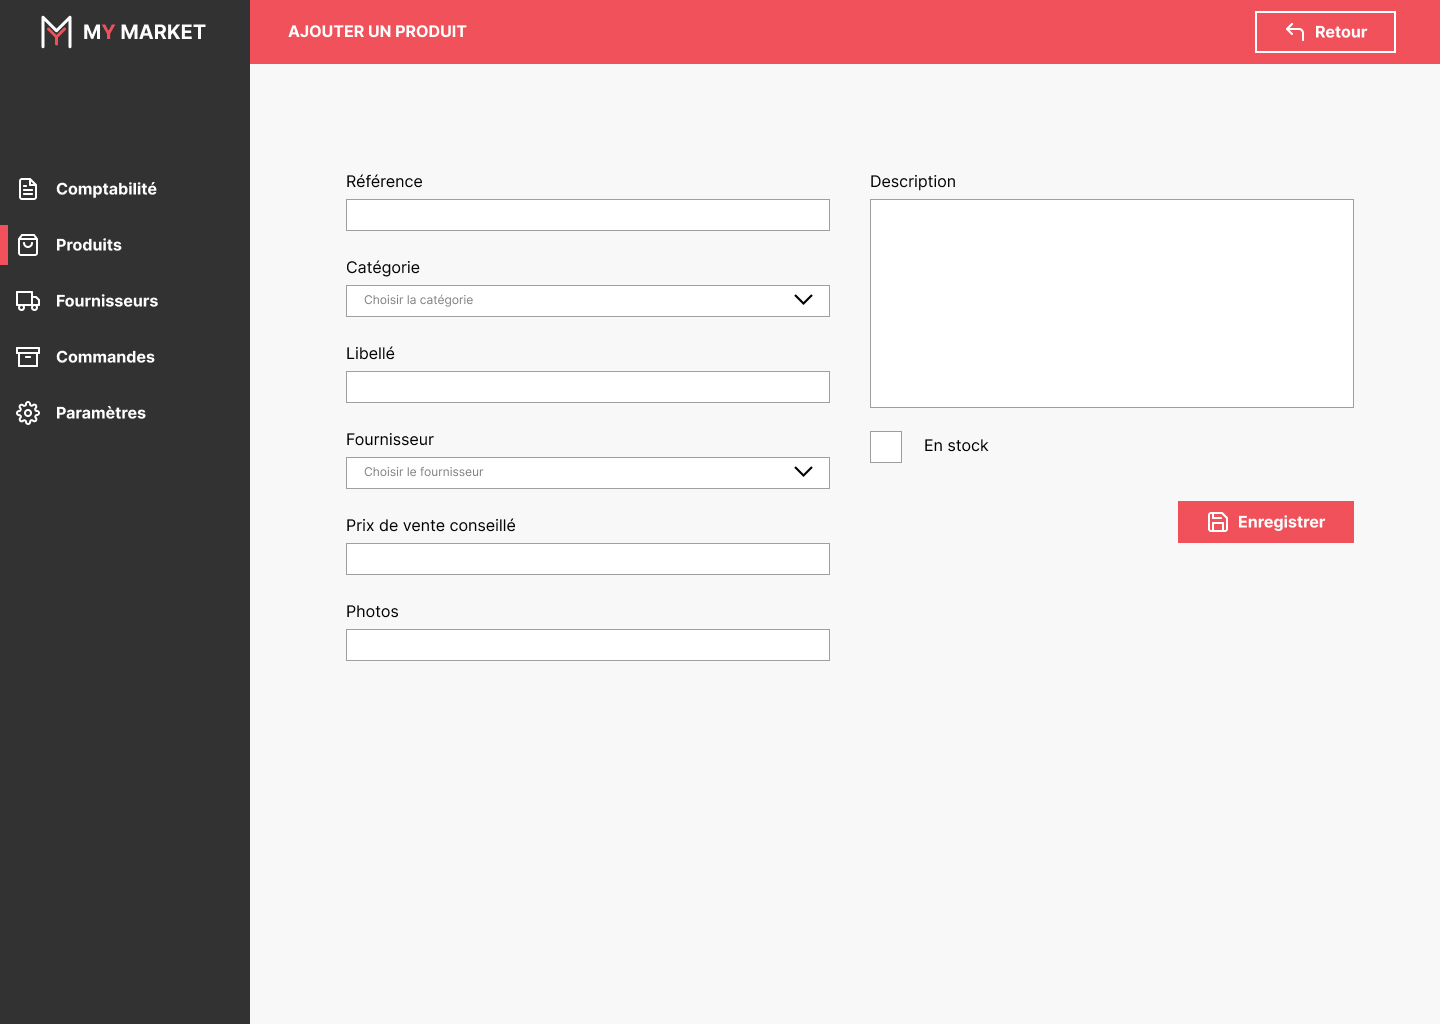 MY MARKET
AJOUTER UN PRODUIT
Retour
Comptabilité
Produits
Fournisseurs
Commandes
Paramètres
Référence
Catégorie
Choisir la catégorie
Libellé
Fournisseur
Choisir le fournisseur
Prix de vente conseillé
Photos
Description
En stock
Enregistrer